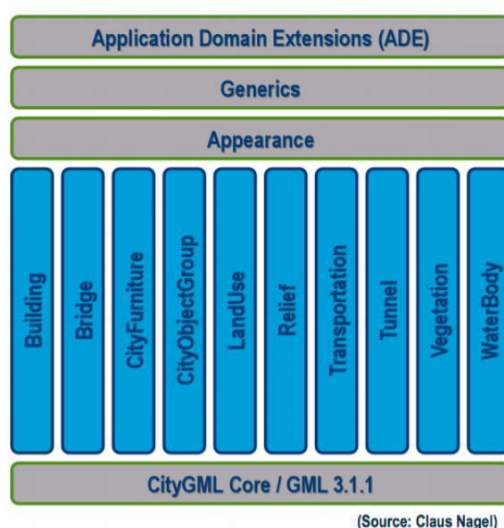 Application Domain Extensions (ADE)
Generics
Appearance
Building
Bridge
CityFurniture
CityObjectGroup
LandUse
Relief
Transportation
Tunnel
Vegetation
WaterBody
CityGML Core / GML 3.1.1
(Source: Claus Nagel)